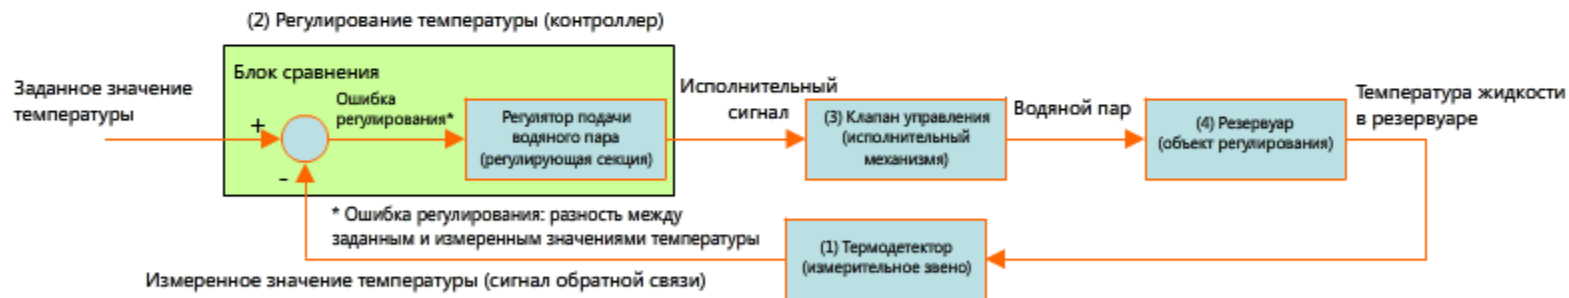 (2) Регулирование температуры (контроллер)
Блок сравнения
Заданное значение
температуры
+
-
Ошибка
регулирования*
Регулятор подачи
водяного пара
(регулирующая секция)
Исполнительный
сигнал
(3) Клапан управления
(исполнительный
механизмя)
Водяной пар
(4) Резервуар
(объект регулирования)
Температура жидкости
в резервуаре
* Ошибка регулирования: разность между
заданным и измеренным значениями температуры
(1) Термодетектор
(измерительное звено)
Измеренное значение температуры (сигнал обратной связи)